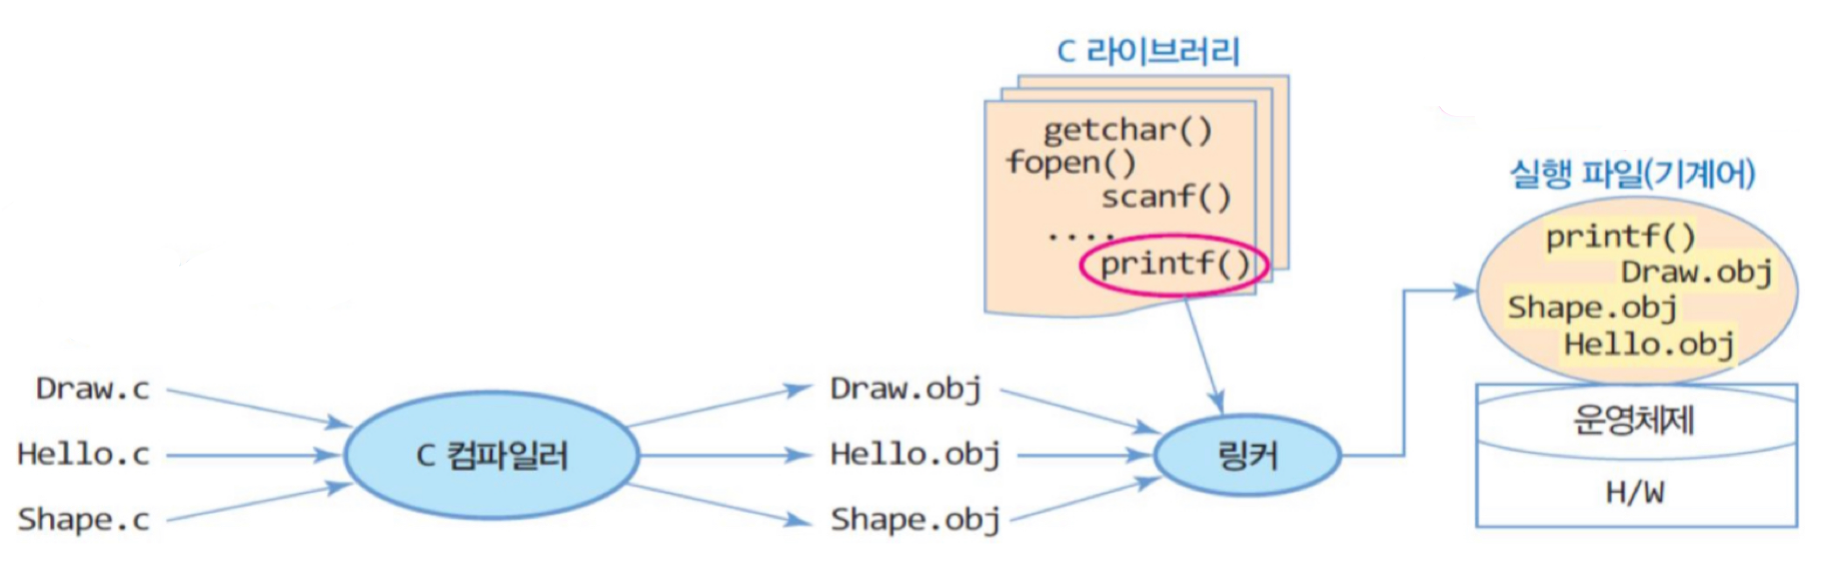 C 라이브러리
getchar()
fopen()
scanf()
....
printf()
실행 파일(기계어)
printf()
Draw.obj
Shape.obj
Hello.obj
운영체제
H/W
Draw.c
Hello.c
Shape.c
C 컴파일러
Draw.obj
Hello.obj
Shape.obj
링커